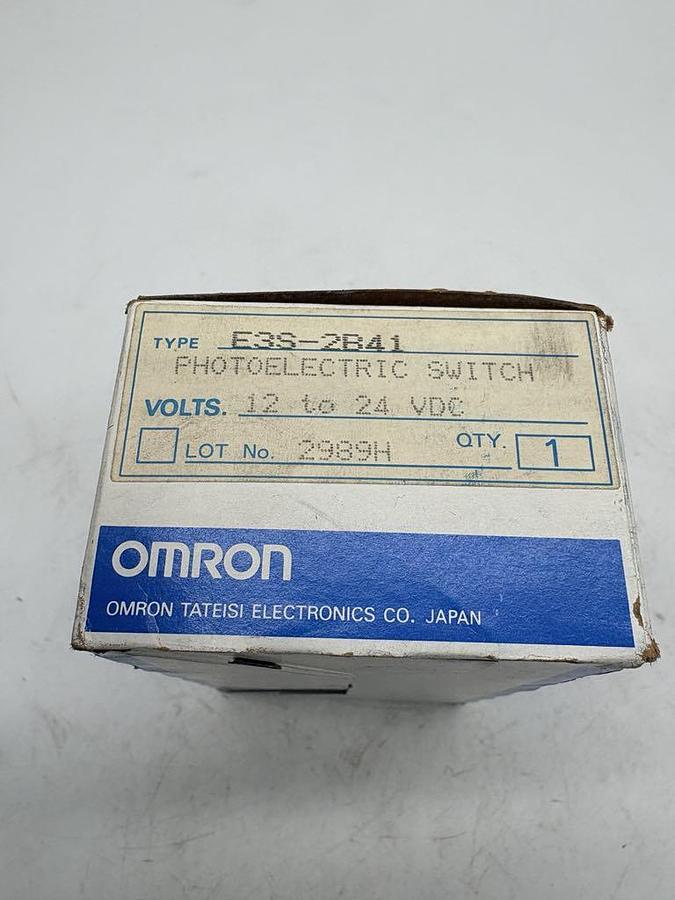 TYPE E3S-2B41
PHOTOELECTRIC SWITCH
VOLTS. 12 to 24 VDC
LOT No. 2989H QTY. 1
OMRON
OMRON TATEISI ELECTRONICS CO. JAPAN